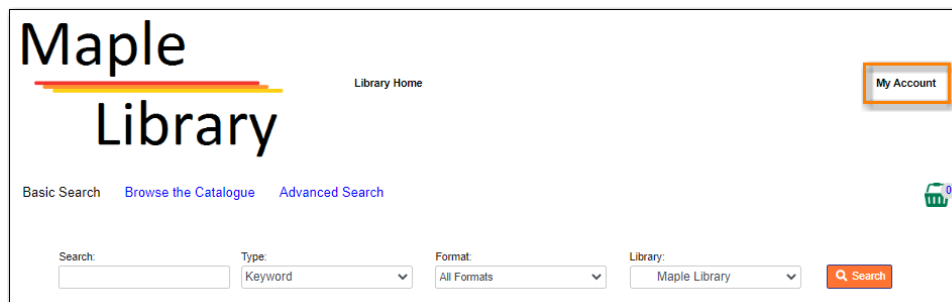 Maple
Library
Library Home
My Account
Basic Search Browse the Catalogue Advanced Search
0
Search: Type: Format: Library:
Keyword All Formats Maple Library Search